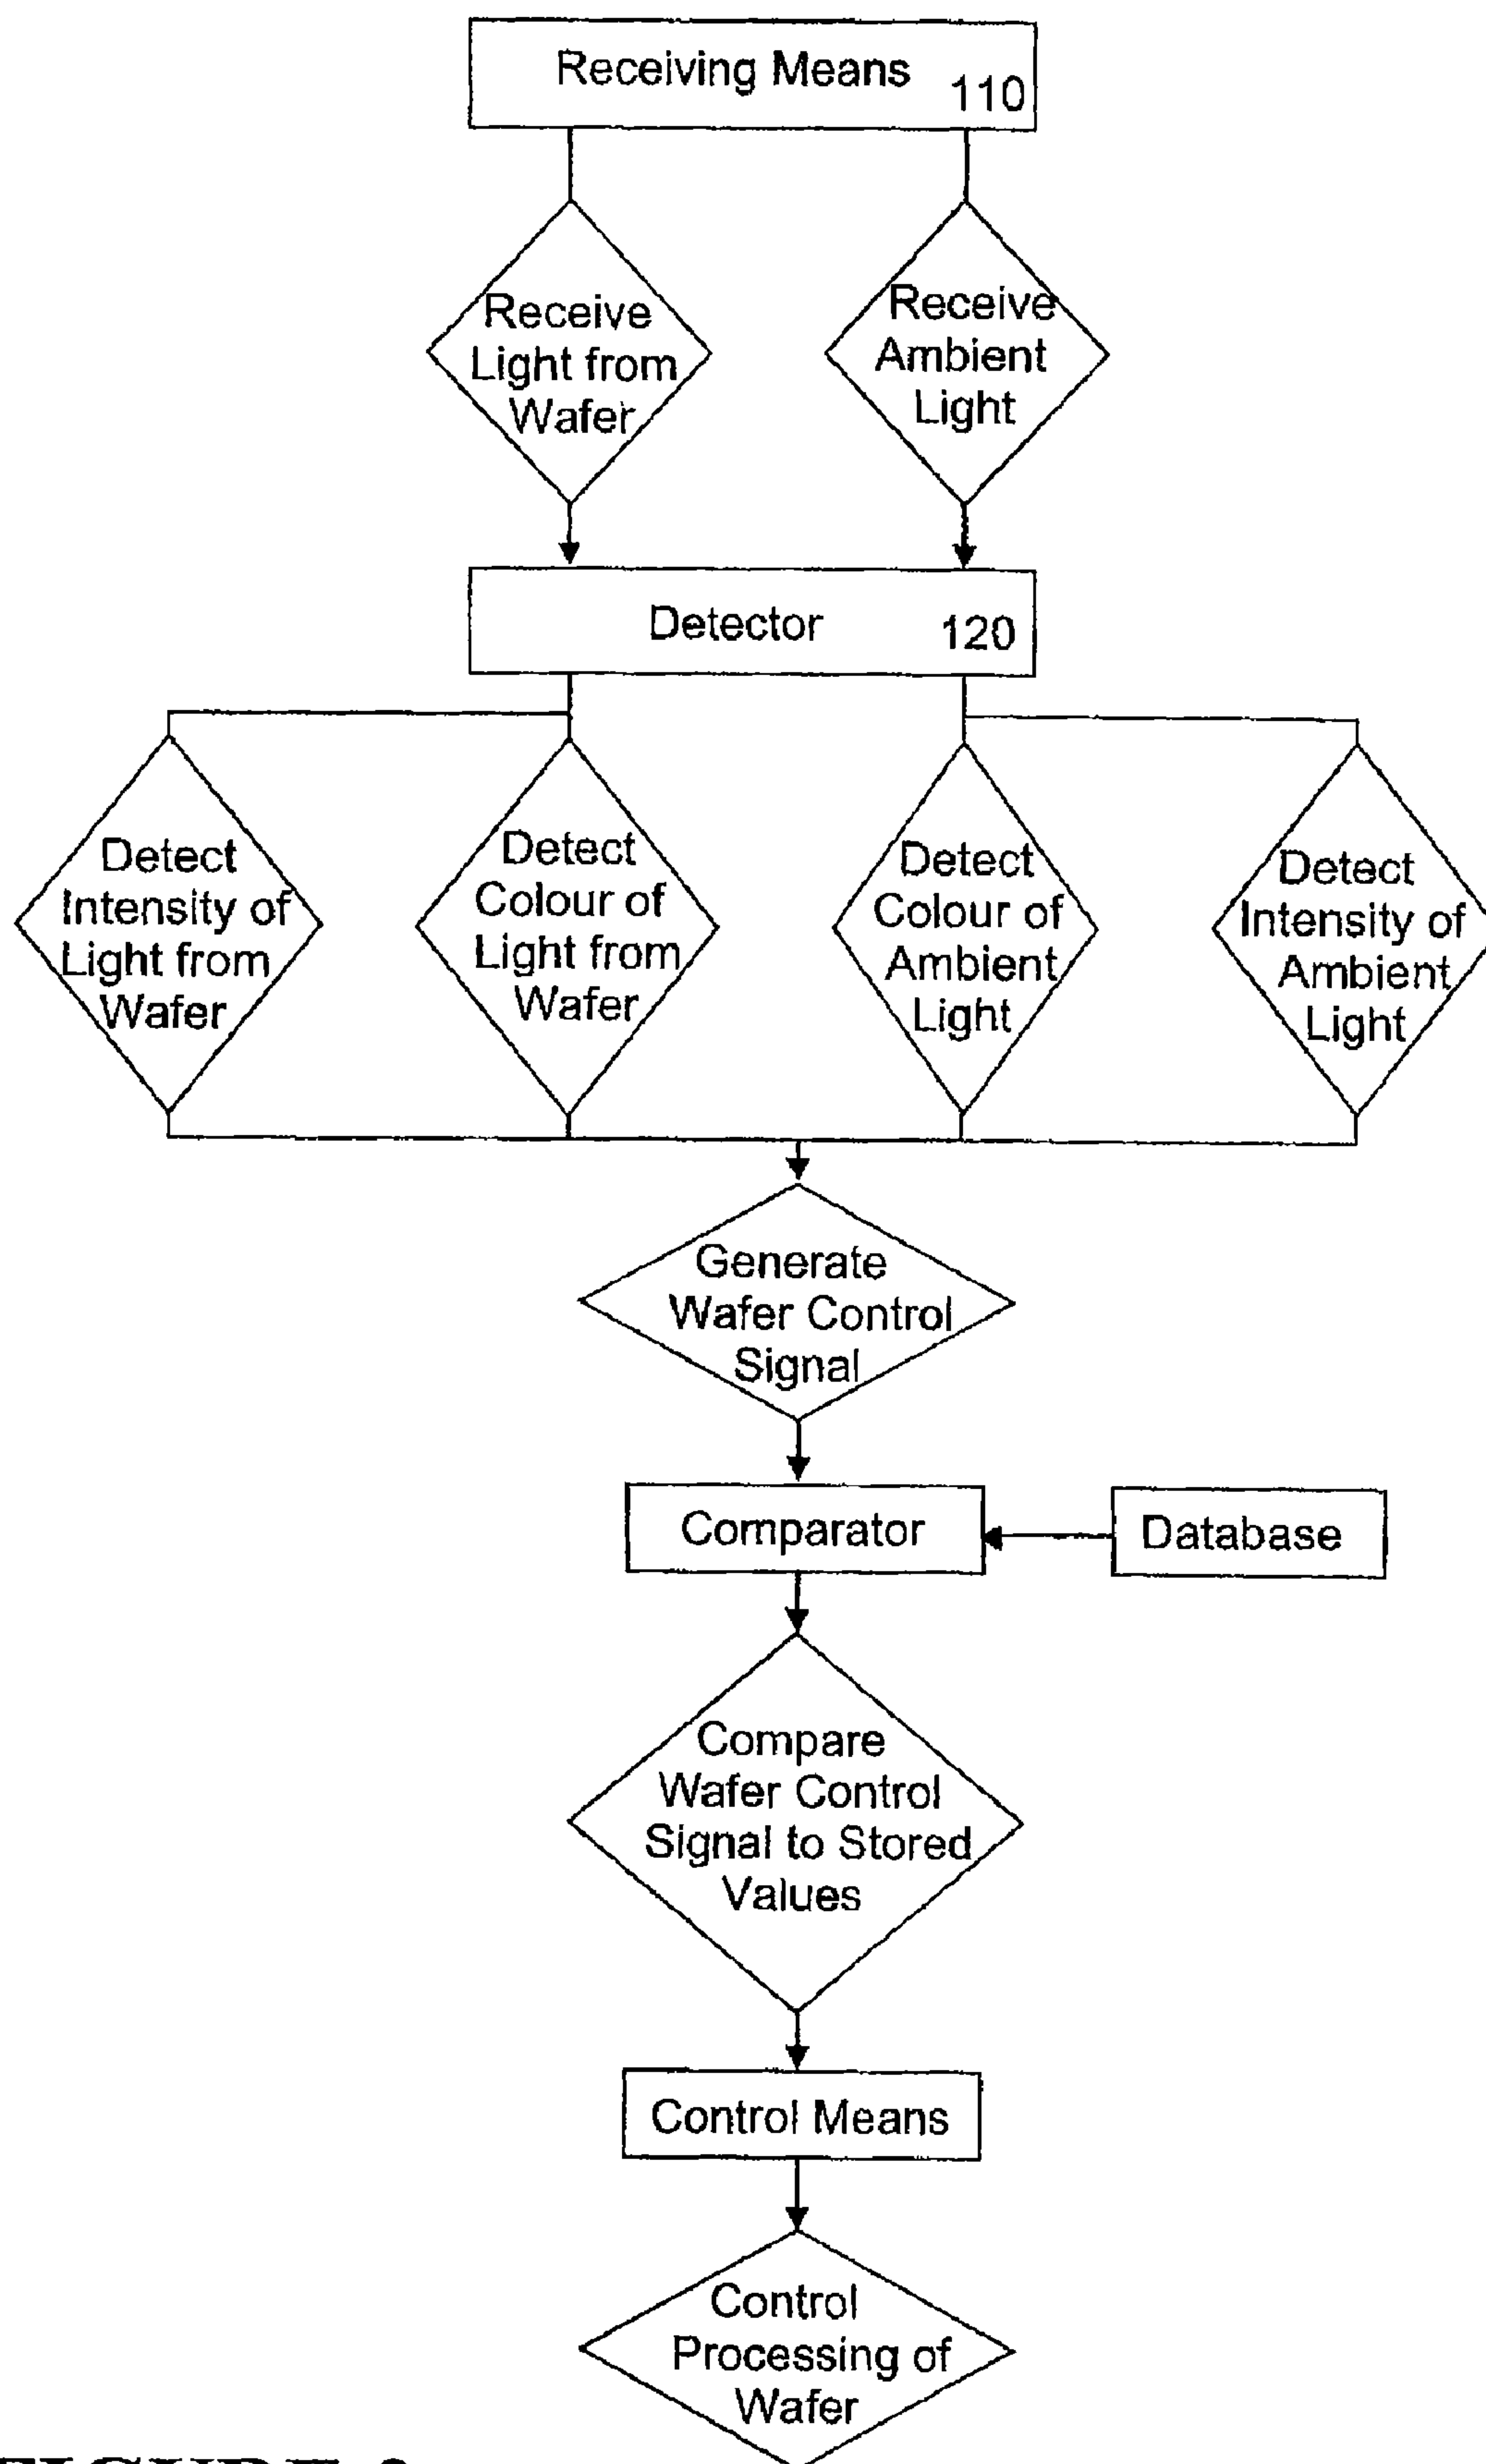 Receiving Means
110
Receive
Light from
Wafer
Receive
Ambient
Light
Detector
120
Detect
Intensity of
Light from
Wafer
Detect
Colour of
Light from
Wafer
Detect
Colour of
Ambient
Light
Detect
Intensity of
Ambient
Light
Generate
Wafer Control
Signal
Comparator
Database
Compare
Wafer Control
Signal to Stored
Values
Control Means
Control
Processing of
Wafer